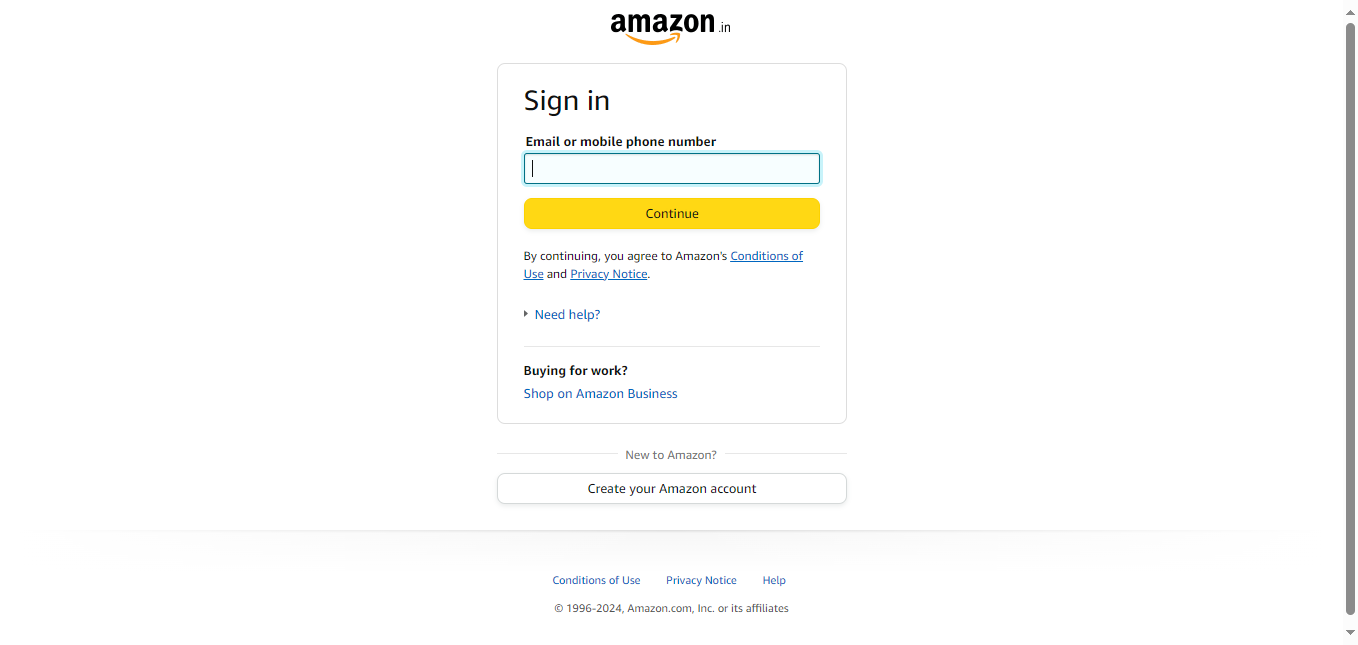 amazon.in
Sign in
Email or mobile phone number
Continue
By continuing, you agree to Amazon's Conditions of
Use and Privacy Notice.
Need help?
Buying for work?
Shop on Amazon Business
New to Amazon?
Create your Amazon account
Conditions of Use Privacy Notice Help
© 1996-2024, Amazon.com, Inc. or its affiliates